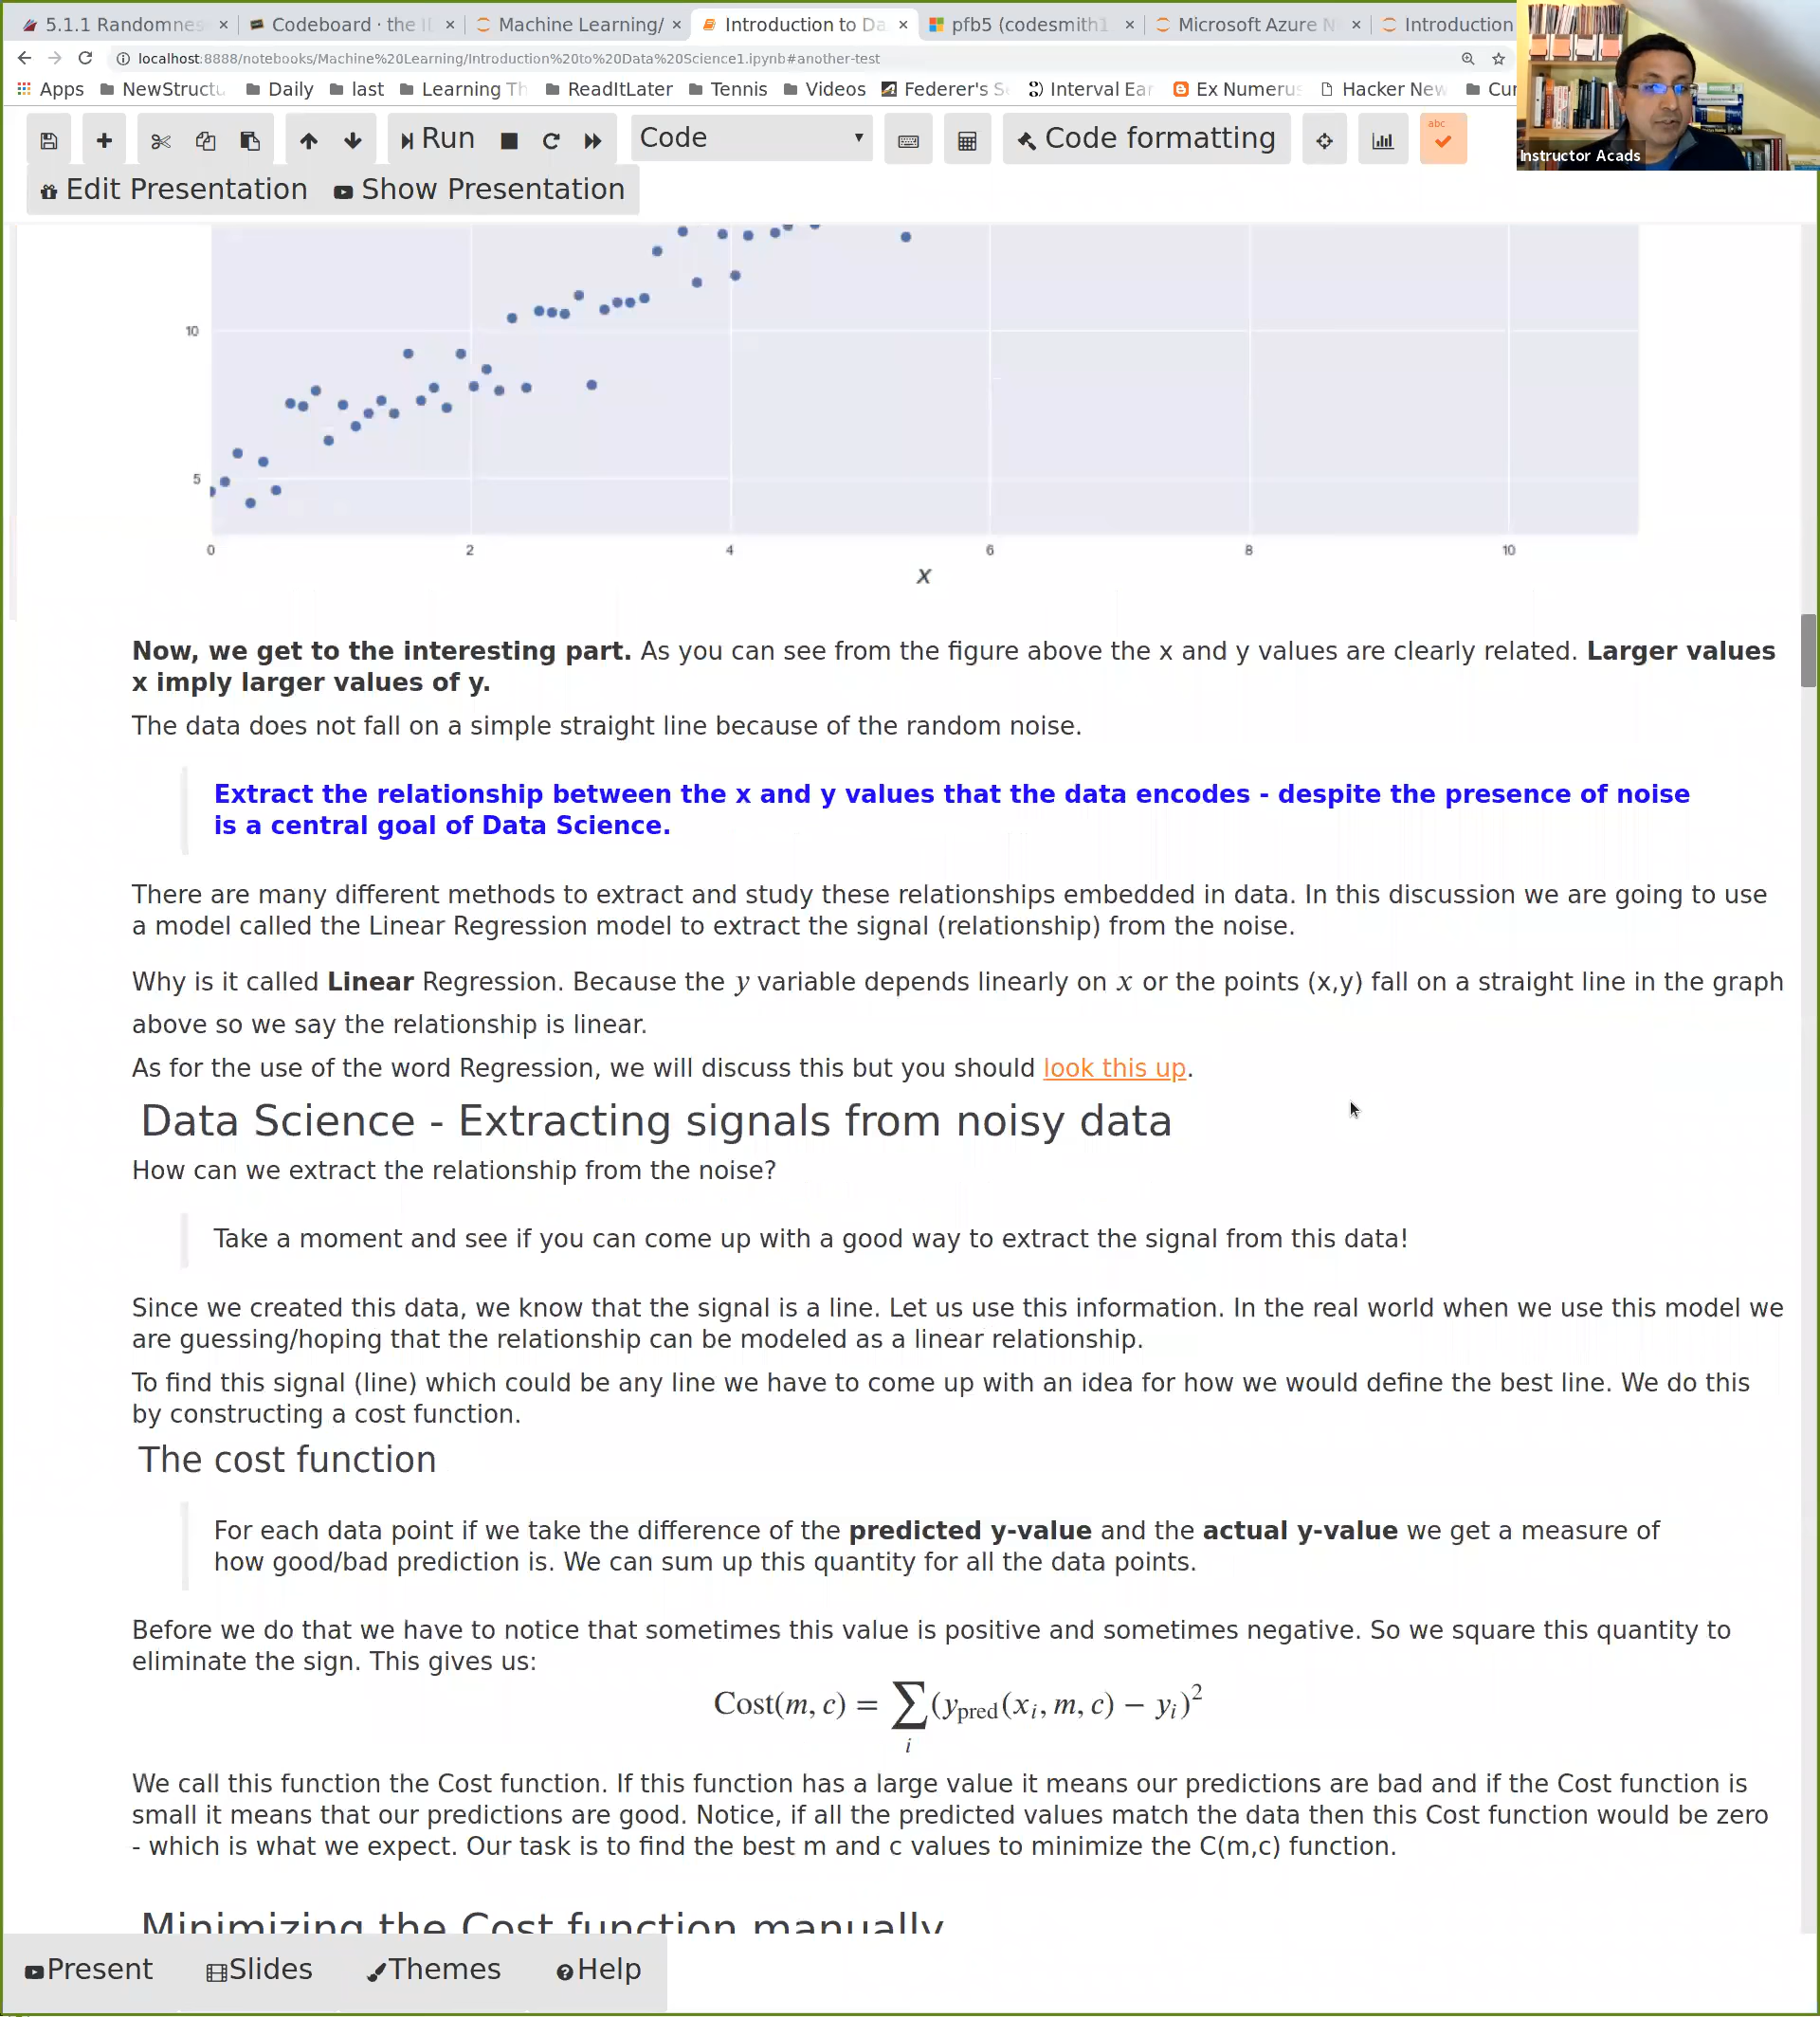 5.1.1 Randomnes
Codeboard · the I
Machine Learning/
Introduction to Da
pfb5 (codesmith1
Microsoft Azure N
Introduction
localhost:8888/notebooks/Machine%20Learning/Introduction%20to%20Data%20Science1.ipynb#another-test
Apps NewStructu Daily last Learning Th ReadItLater Tennis Videos Federer's S Interval Ear Ex Numerus Hacker New Cur
Instructor Acads
Run Code Code formatting abc
Edit Presentation Show Presentation
10
5
0 2 4 6 8 10
x
Now, we get to the interesting part. As you can see from the figure above the x and y values are clearly related. Larger values
x imply larger values of y.
The data does not fall on a simple straight line because of the random noise.
Extract the relationship between the x and y values that the data encodes - despite the presence of noise
is a central goal of Data Science.
There are many different methods to extract and study these relationships embedded in data. In this discussion we are going to use
a model called the Linear Regression model to extract the signal (relationship) from the noise.
Why is it called Linear Regression. Because the y variable depends linearly on x or the points (x,y) fall on a straight line in the graph
above so we say the relationship is linear.
As for the use of the word Regression, we will discuss this but you should look this up.
Data Science - Extracting signals from noisy data
How can we extract the relationship from the noise?
Take a moment and see if you can come up with a good way to extract the signal from this data!
Since we created this data, we know that the signal is a line. Let us use this information. In the real world when we use this model we
are guessing/hoping that the relationship can be modeled as a linear relationship.
To find this signal (line) which could be any line we have to come up with an idea for how we would define the best line. We do this
by constructing a cost function.
The cost function
For each data point if we take the difference of the predicted y-value and the actual y-value we get a measure of
how good/bad prediction is. We can sum up this quantity for all the data points.
Before we do that we have to notice that sometimes this value is positive and sometimes negative. So we square this quantity to
eliminate the sign. This gives us:
Cost(m, c) = ∑_i (y_pred(x_i, m, c) − y_i)²
We call this function the Cost function. If this function has a large value it means our predictions are bad and if the Cost function is
small it means that our predictions are good. Notice, if all the predicted values match the data then this Cost function would be zero
- which is what we expect. Our task is to find the best m and c values to minimize the C(m,c) function.
Minimizing the Cost function manually
Present Slides Themes Help